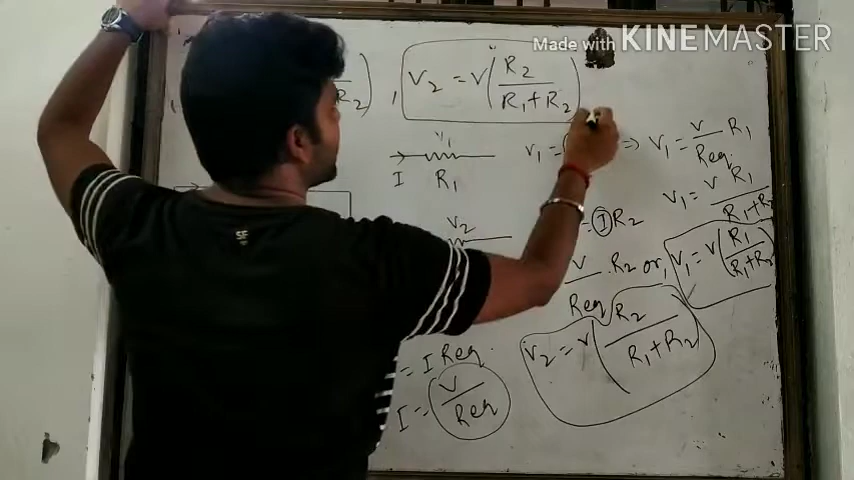 Made with KINEMASTER
R2 ) , V2 = V ( R2 / R1 + R2 )
V1
I R1
V1 = ⇒ V1 = V / Req R1
V1 = V R1 / R1 + R2
V2
= I R2
V / Req . R2 or, V1 = V ( R1 / R1 + R2 )
V2 = V ( R2 / R1 + R2 )
= I Req.
I = V / Req
SF